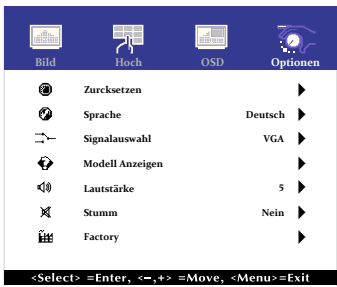 Bild Hoch OSD Optionen
Zurcksetzen
Sprache Deutsch
Signalauswahl VGA
Modell Anzeigen
Lautstärke 5
Stumm Nein
Factory
<Select> =Enter, <−,+> =Move, <Menu>=Exit